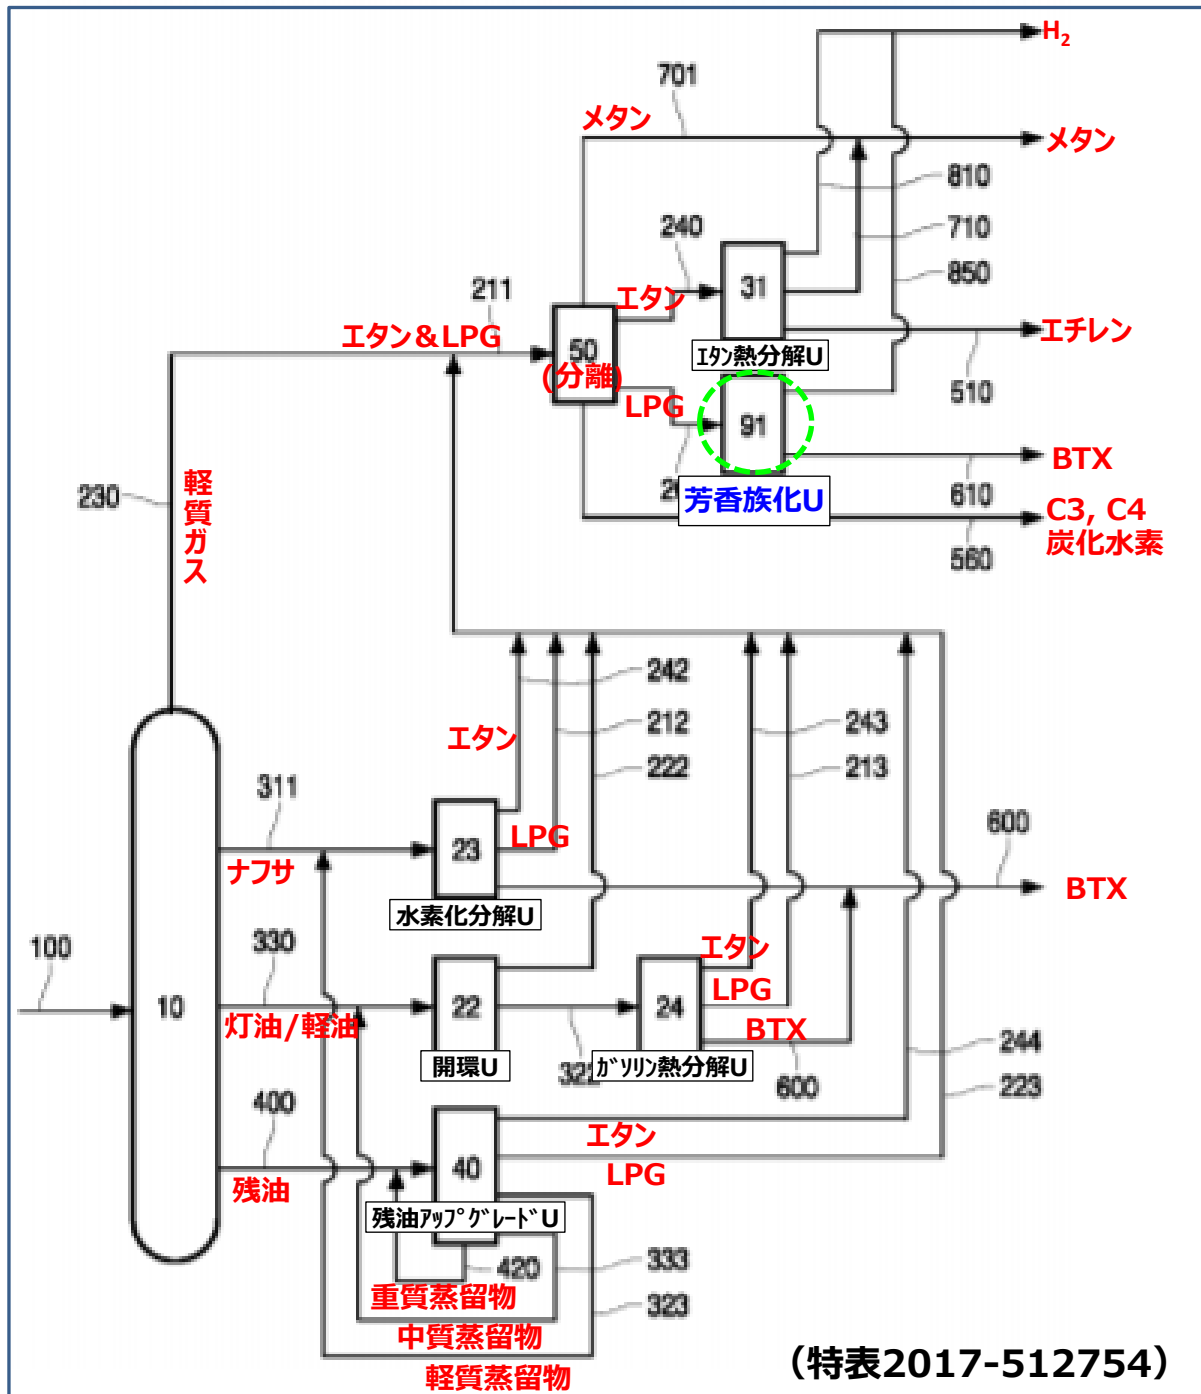 H2
701
メタン
メタン
810
240
710
31
850
211
エタン
エタン&LPG
50
エチレン
ｴﾀﾝ熱分解U
(分離)
510
LPG
91
BTX
230
軽質ガス
610
芳香族化U
C3, C4
炭化水素
560
242
212
243
エタン
222
213
311
600
23
LPG
ナフサ
BTX
水素化分解U
エタン
100
330
LPG
10
22
24
灯油/軽油
BTX
244
開環U
322
ｶﾞｿﾘﾝ熱分解U
600
223
400
エタン
40
LPG
残油
残油ｱｯﾌﾟｸﾞﾚｰﾄﾞU
420
333
重質蒸留物
323
中質蒸留物
軽質蒸留物
（特表2017-512754）